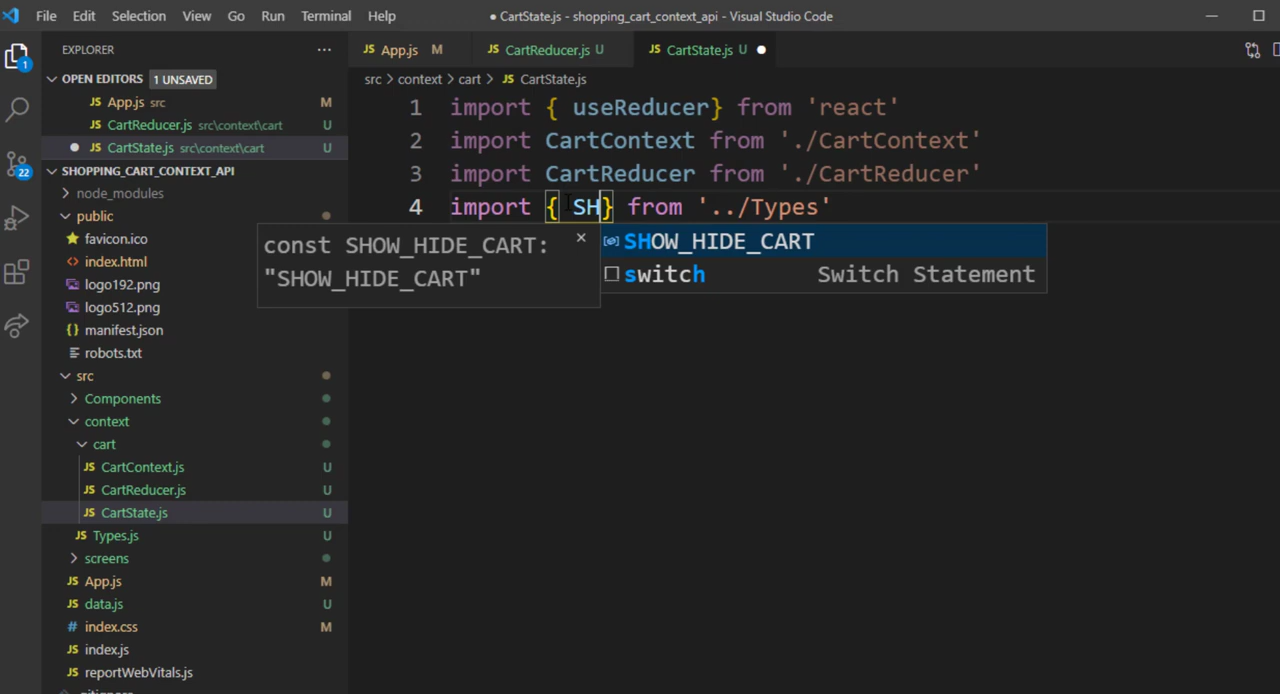 File Edit Selection View Go Run Terminal Help
● CartState.js - shopping_cart_context_api - Visual Studio Code
EXPLORER ...
OPEN EDITORS 1 UNSAVED
JS App.js src M
JS CartReducer.js src\context\cart U
● JS CartState.js src\context\cart U
SHOPPING_CART_CONTEXT_API
node_modules
public
favicon.ico
<> index.html
logo192.png
logo512.png
{} manifest.json
robots.txt
src
Components
context
cart
JS CartContext.js U
JS CartReducer.js U
JS CartState.js U
JS Types.js U
screens
JS App.js M
JS data.js U
# index.css M
JS index.js
JS reportWebVitals.js
.gitignore
1
22
JS App.js M
JS CartReducer.js U
JS CartState.js U ●
src > context > cart > JS CartState.js
1 import { useReducer} from 'react'
2 import CartContext from './CartContext'
3 import CartReducer from './CartReducer'
4 import { SH} from '../Types'
const SHOW_HIDE_CART: ×
"SHOW_HIDE_CART"
SHOW_HIDE_CART
switch Switch Statement